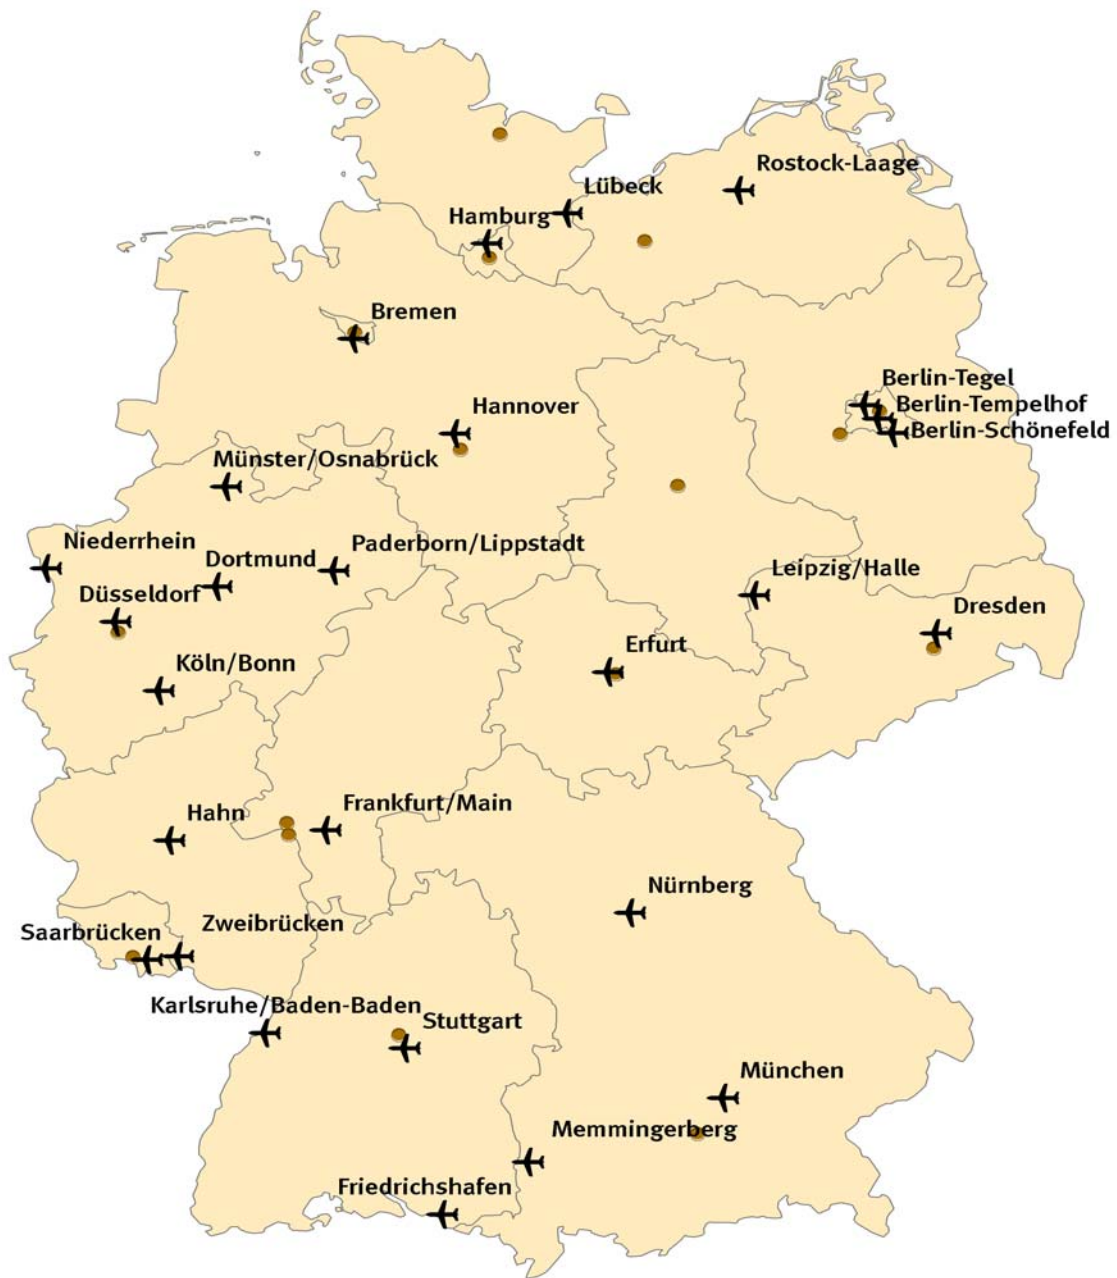 Rostock-Laage
Lübeck
Hamburg
Bremen
Berlin-Tegel
Berlin-Tempelhof
Hannover
Berlin-Schönefeld
Münster/Osnabrück
Niederrhein
Paderborn/Lippstadt
Dortmund
Leipzig/Halle
Düsseldorf
Dresden
Erfurt
Köln/Bonn
Frankfurt/Main
Hahn
Nürnberg
Zweibrücken
Saarbrücken
Karlsruhe/Baden-Baden
Stuttgart
München
Memmingerberg
Friedrichshafen